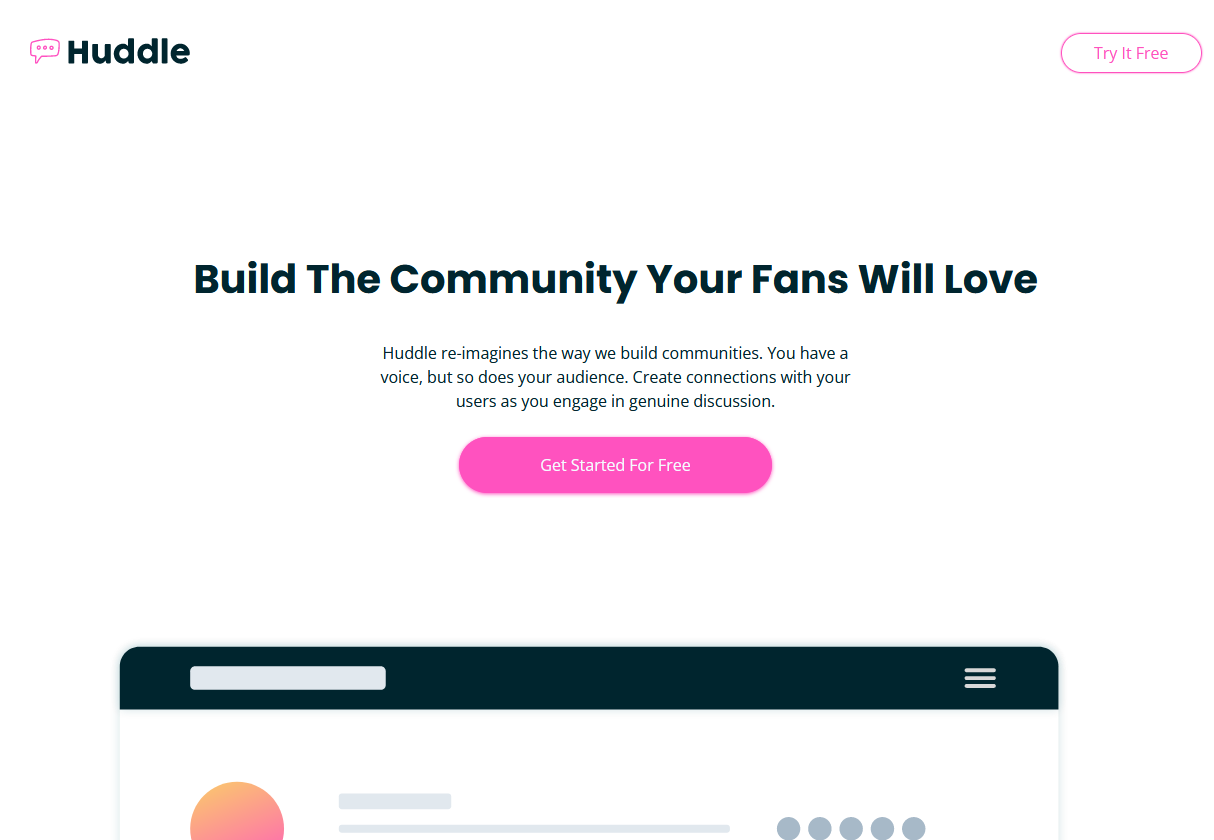 Huddle
Try It Free
Build The Community Your Fans Will Love
Huddle re-imagines the way we build communities. You have a
voice, but so does your audience. Create connections with your
users as you engage in genuine discussion.
Get Started For Free